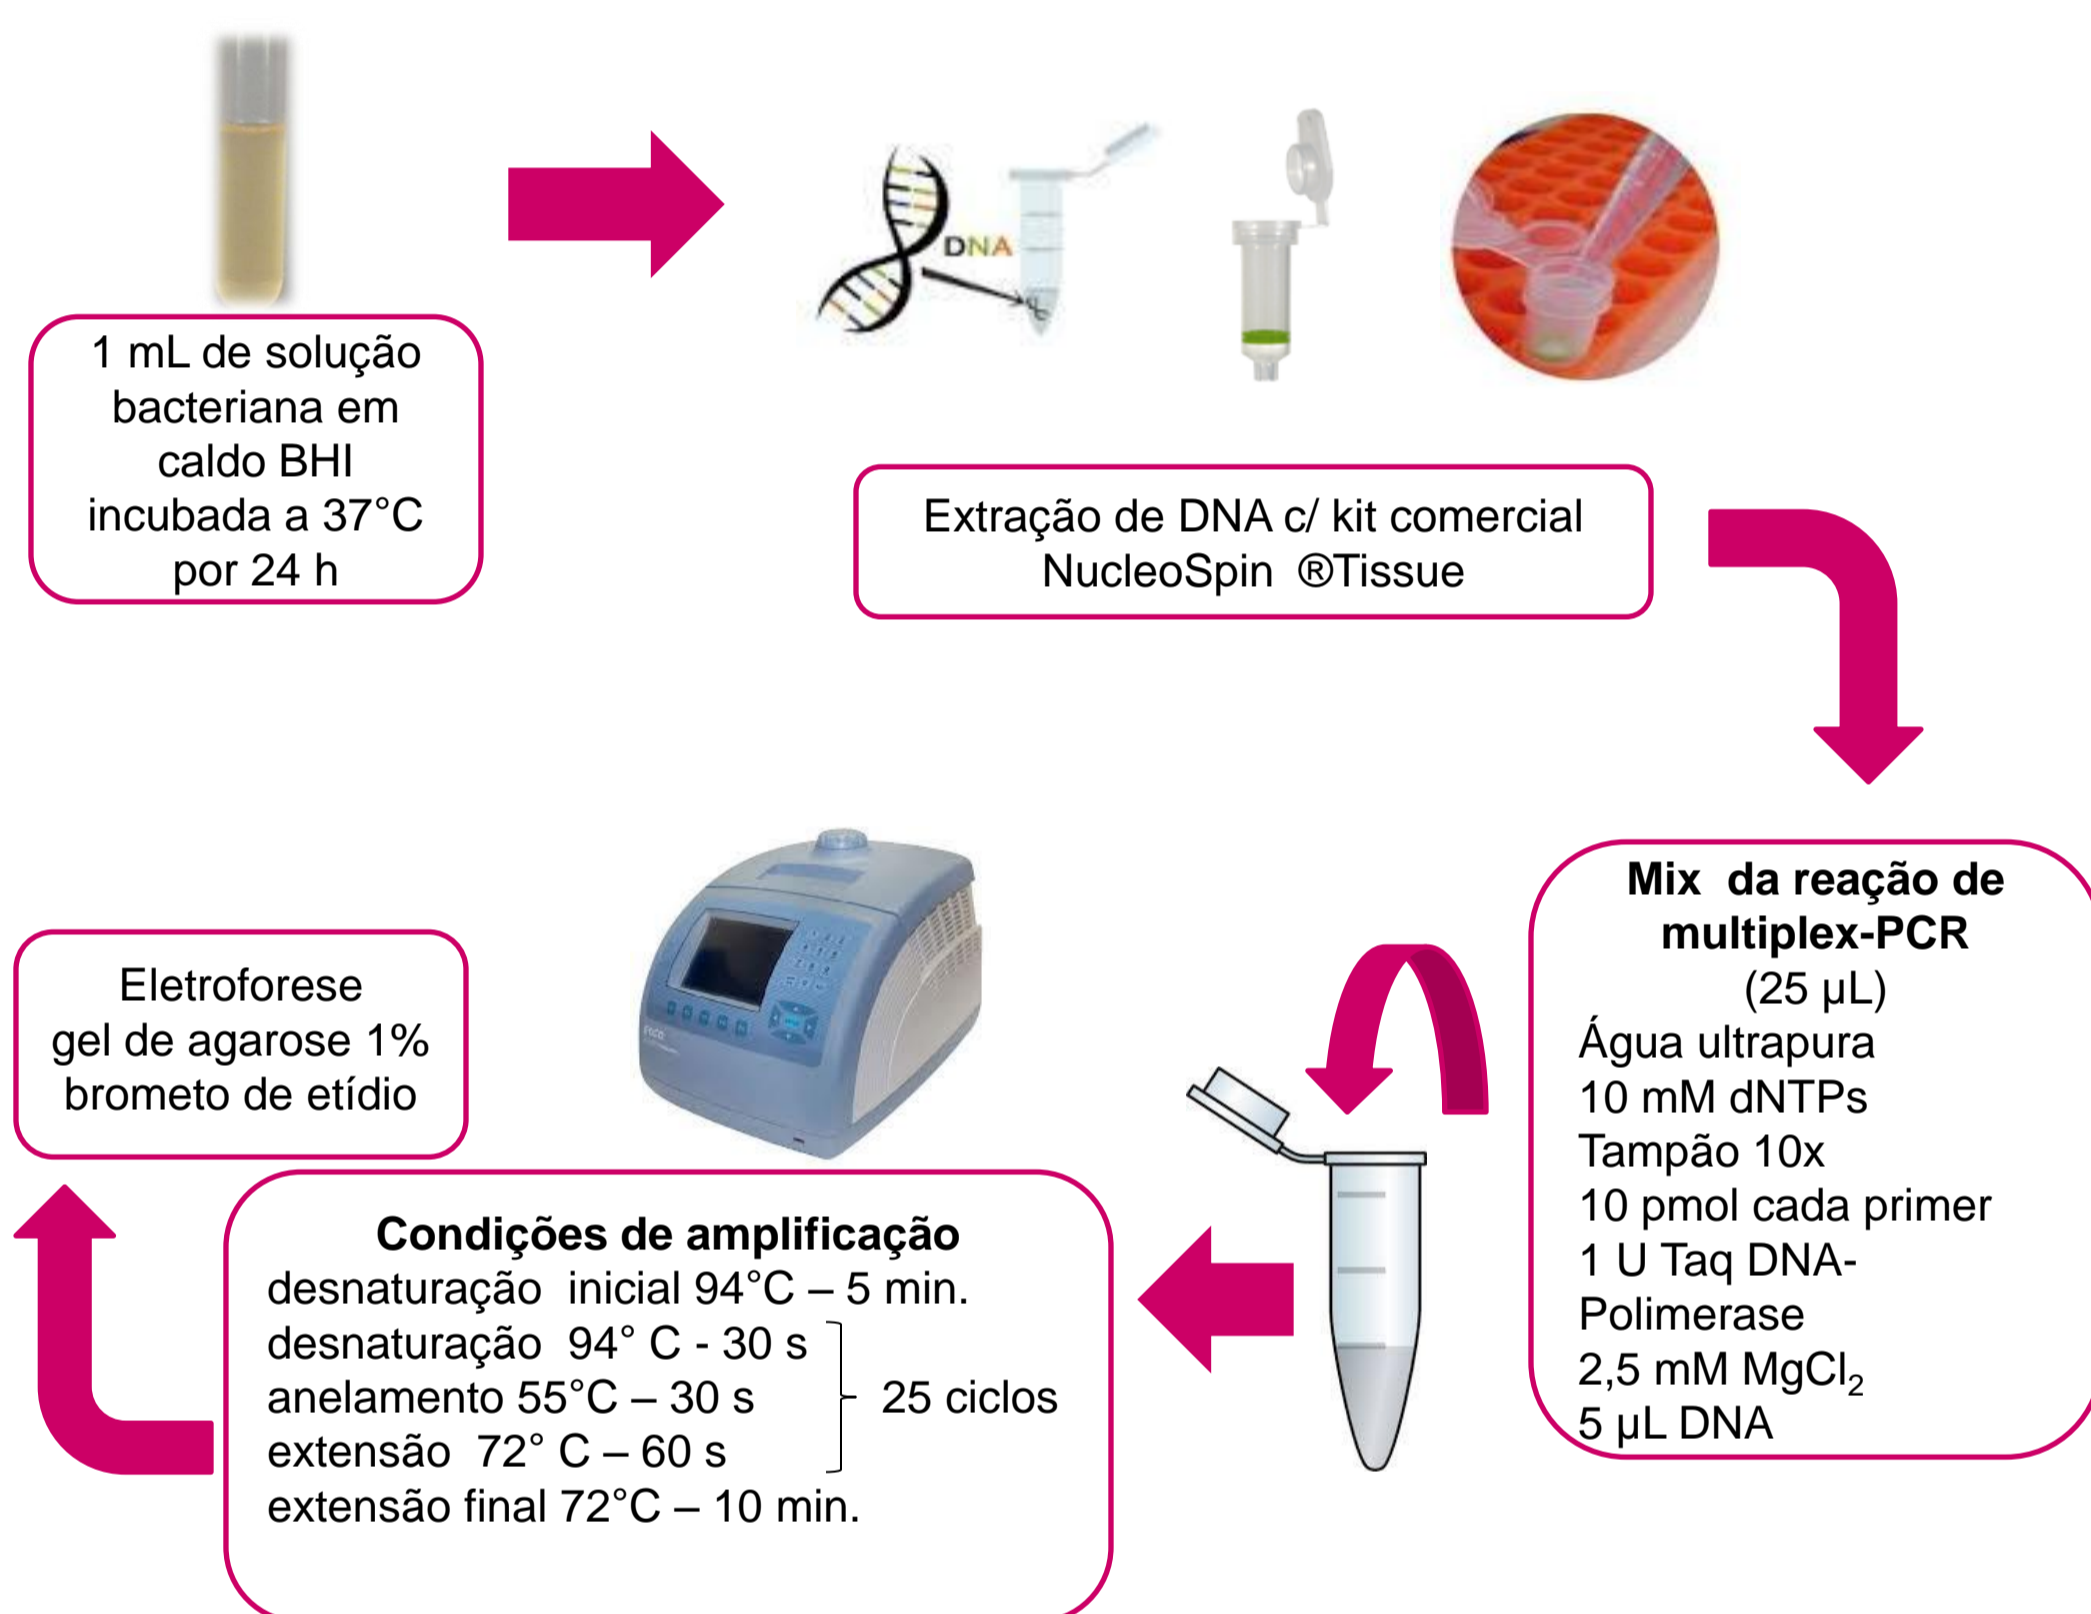 DNA
1 mL de solução
bacteriana em
caldo BHI
incubada a 37°C
por 24 h
Extração de DNA c/ kit comercial
NucleoSpin ®Tissue
Mix da reação de
multiplex-PCR
(25 µL)
Água ultrapura
10 mM dNTPs
Tampão 10x
10 pmol cada primer
1 U Taq DNA-
Polimerase
2,5 mM MgCl₂
5 µL DNA
Condições de amplificação
desnaturação inicial 94°C – 5 min.
desnaturação 94° C - 30 s
anelamento 55°C – 30 s
25 ciclos
extensão 72° C – 60 s
extensão final 72°C – 10 min.
Eletroforese
gel de agarose 1%
brometo de etídio